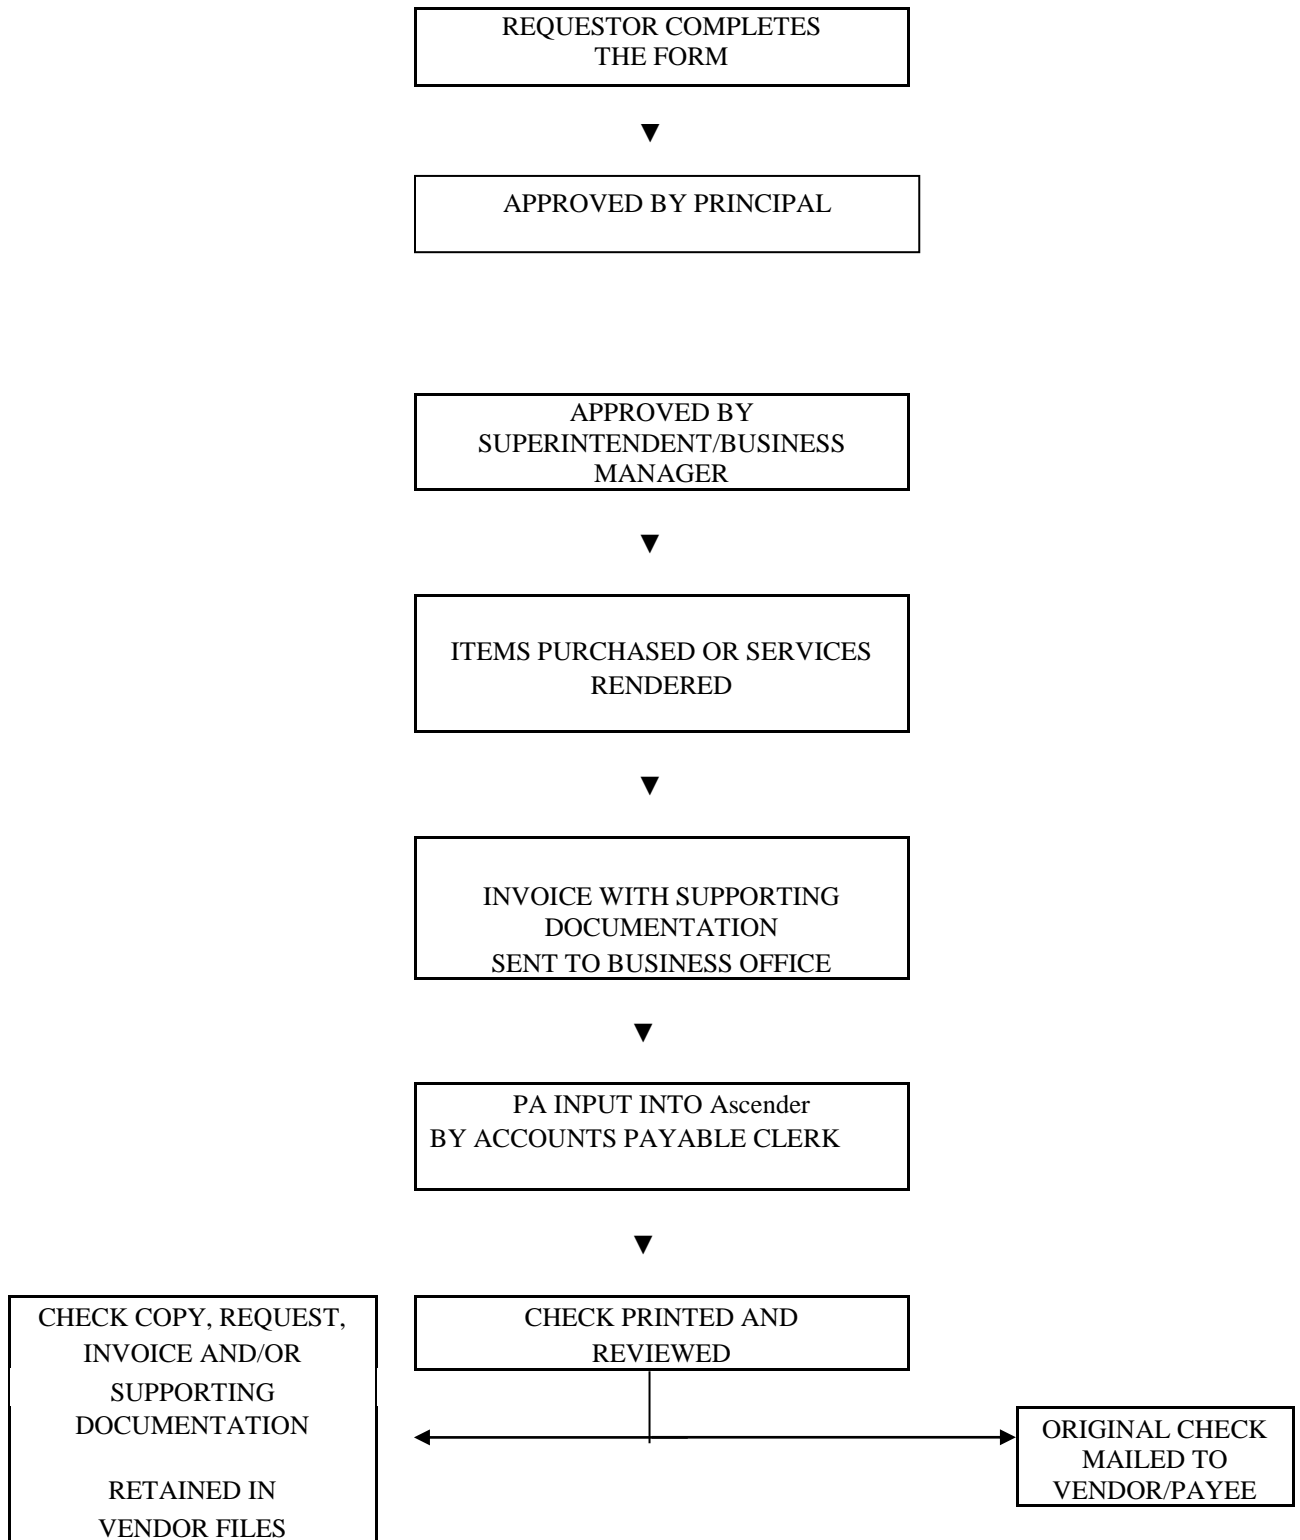 REQUESTOR COMPLETES
THE FORM
APPROVED BY PRINCIPAL
APPROVED BY
SUPERINTENDENT/BUSINESS
MANAGER
ITEMS PURCHASED OR SERVICES
RENDERED
INVOICE WITH SUPPORTING
DOCUMENTATION
SENT TO BUSINESS OFFICE
PA INPUT INTO Ascender
BY ACCOUNTS PAYABLE CLERK
CHECK PRINTED AND
REVIEWED
CHECK COPY, REQUEST,
INVOICE AND/OR
SUPPORTING
DOCUMENTATION
RETAINED IN
VENDOR FILES
ORIGINAL CHECK
MAILED TO
VENDOR/PAYEE